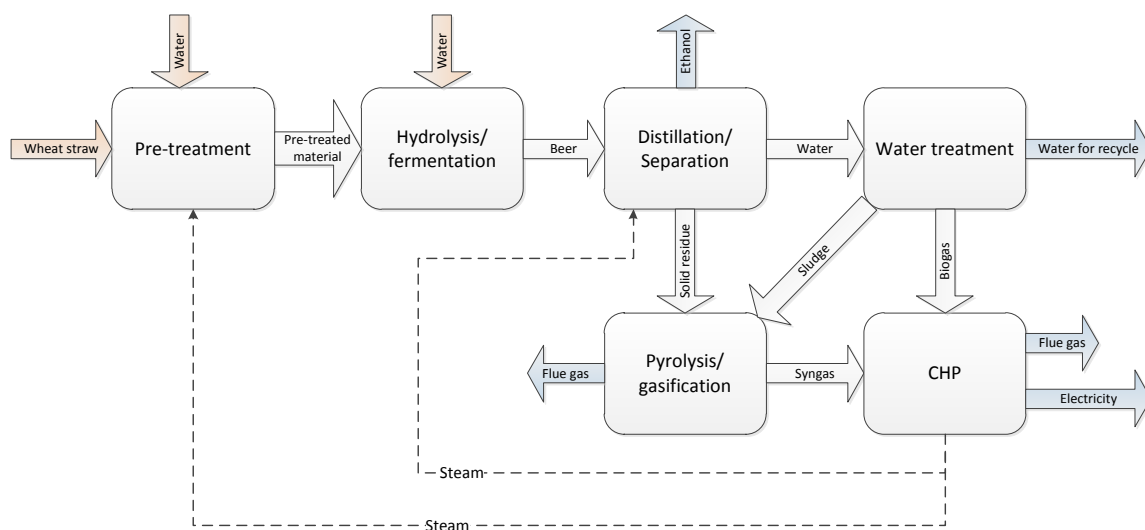 Water
Water
Ethanol
Wheat straw
Pre-treatment
Pre-treated
material
Hydrolysis/
fermentation
Beer
Distillation/
Separation
Water
Water treatment
Water for recycle
Solid residue
Sludge
Biogas
Flue gas
Pyrolysis/
gasification
Syngas
CHP
Flue gas
Electricity
Steam
Steam